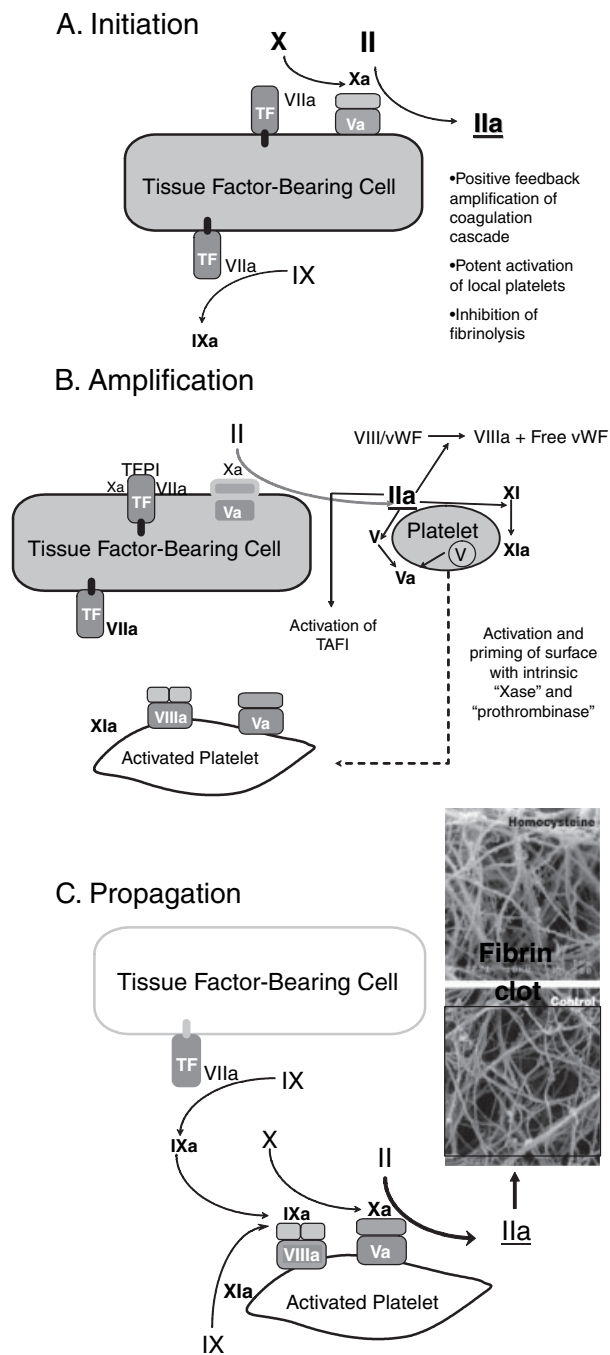 A. Initiation
X
II
Xa
VIIa
TF
Va
IIa
Tissue Factor-Bearing Cell
•Positive feedback
amplification of
coagulation
cascade
•Potent activation
of local platelets
•Inhibition of
fibrinolysis
TF
VIIa
IX
IXa
B. Amplification
II
VIII/vWF
VIIIa + Free vWF
TFPI
Xa
VIIa
TF
Xa
Va
IIa
XI
Tissue Factor-Bearing Cell
Platelet
V
V
XIa
Va
TF
VIIa
Activation of
TAFI
Activation and
priming of surface
with intrinsic
“Xase” and
“prothrombinase”
XIa
VIIIa
Va
Activated Platelet
C. Propagation
Homocysteine
Fibrin
clot
Control
Tissue Factor-Bearing Cell
TF
VIIa
IX
IXa
X
II
IXa
Xa
IIa
VIIIa
Va
XIa
Activated Platelet
IX